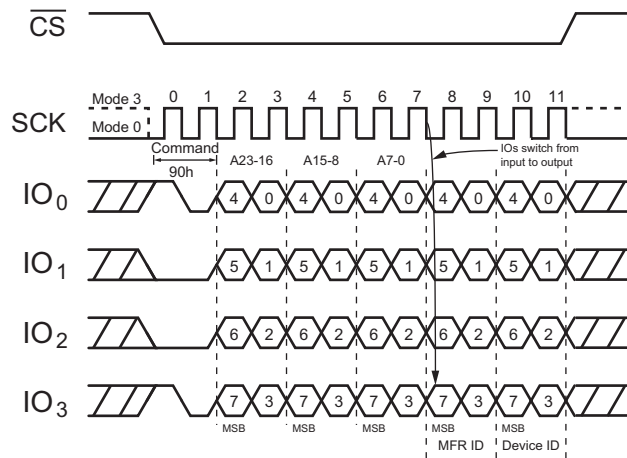 CS
Mode 3 0 1 2 3 4 5 6 7 8 9 10 11
SCK
Mode 0
Command
IOs switch from
input to output
90h A23-16 A15-8 A7-0
IO0 4 0 4 0 4 0 4 0 4 0
IO1 5 1 5 1 5 1 5 1 5 1
IO2 6 2 6 2 6 2 6 2 6 2
IO3 7 3 7 3 7 3 7 3 7 3
MSB MSB MSB MSB MSB
MFR ID Device ID